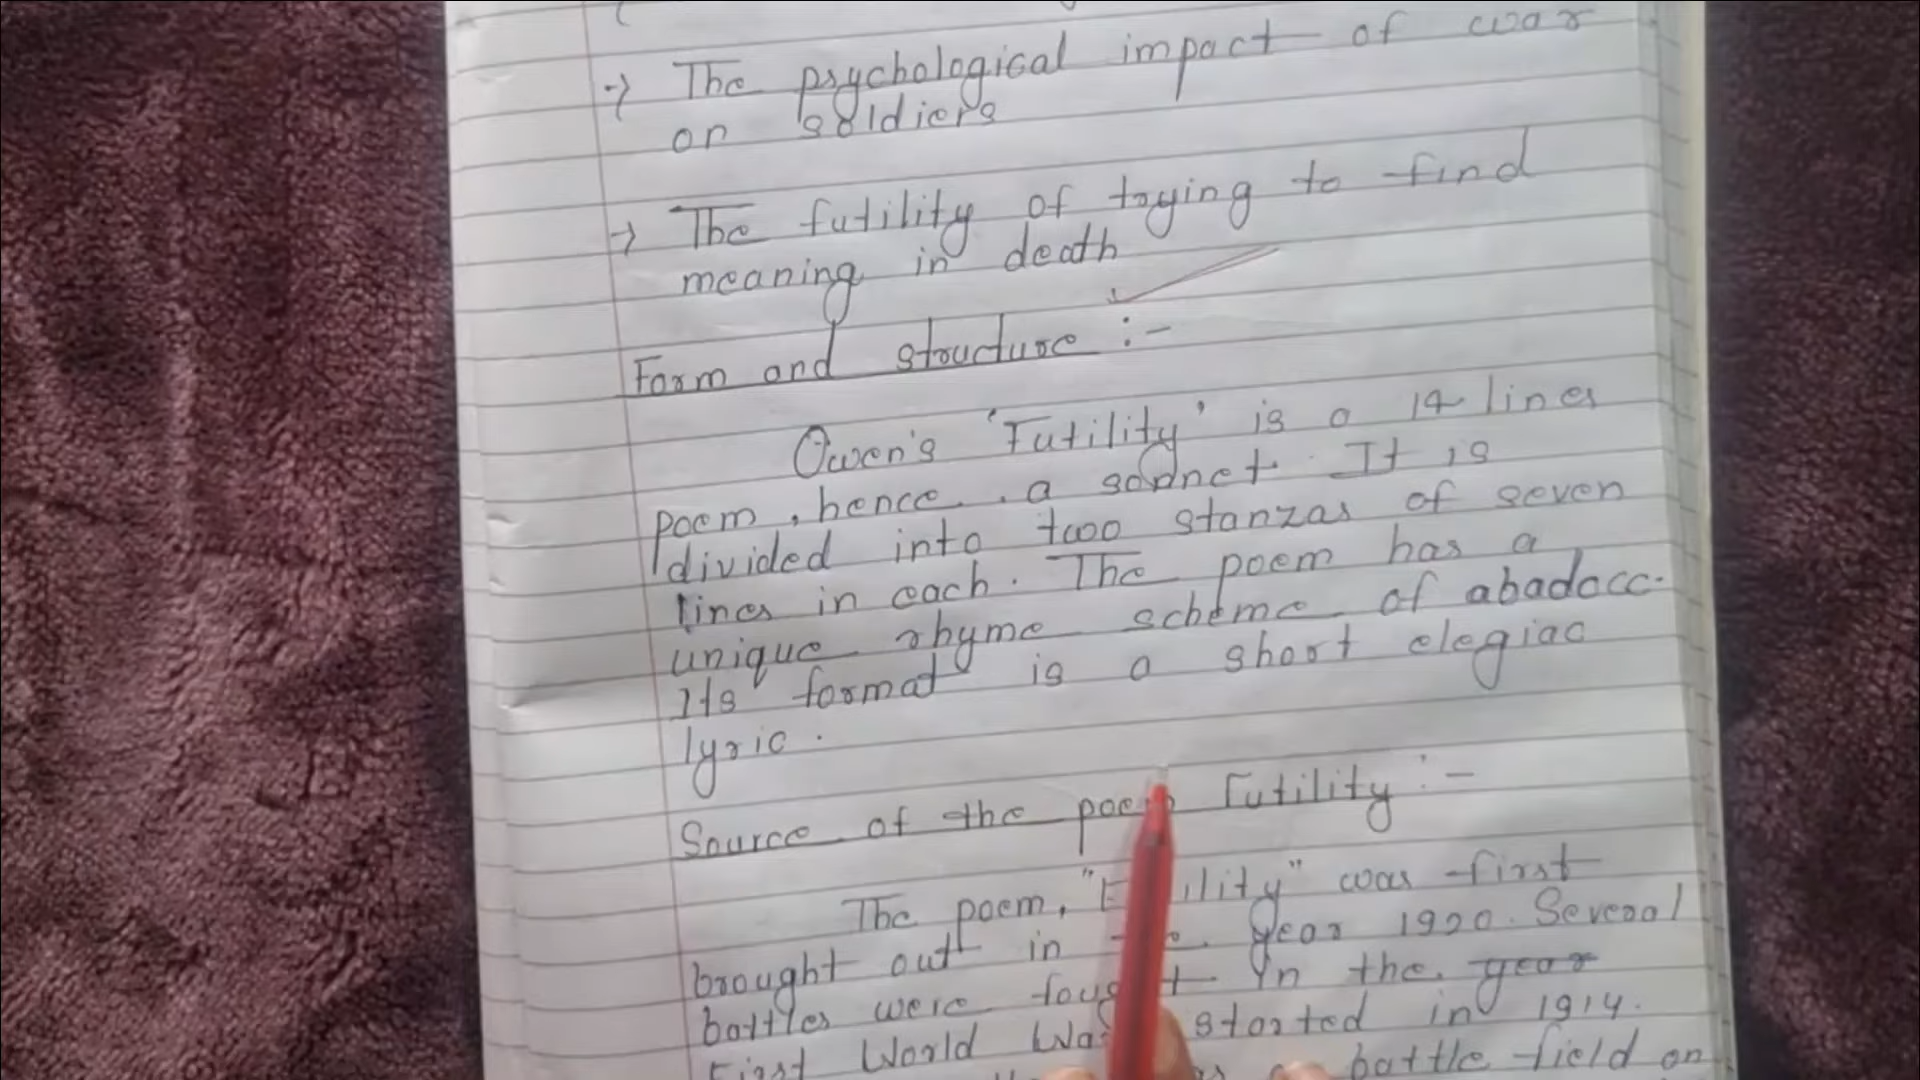 → The psychological impact of war
on soldiers
→ The futility of trying to find
meaning in death
Form and structure :-
Owen's 'Futility' is a 14 lines
poem, hence, a sonnet. It is
divided into two stanzas of seven
lines in each. The poem has a
unique rhyme scheme of abadacc.
Its format is a short elegiac
lyric.
Source of the poem Futility :-
The poem, "F ility" was first
brought out in year 1920. Several
battles were fought in the year
First World War started in 1914.
battle field on